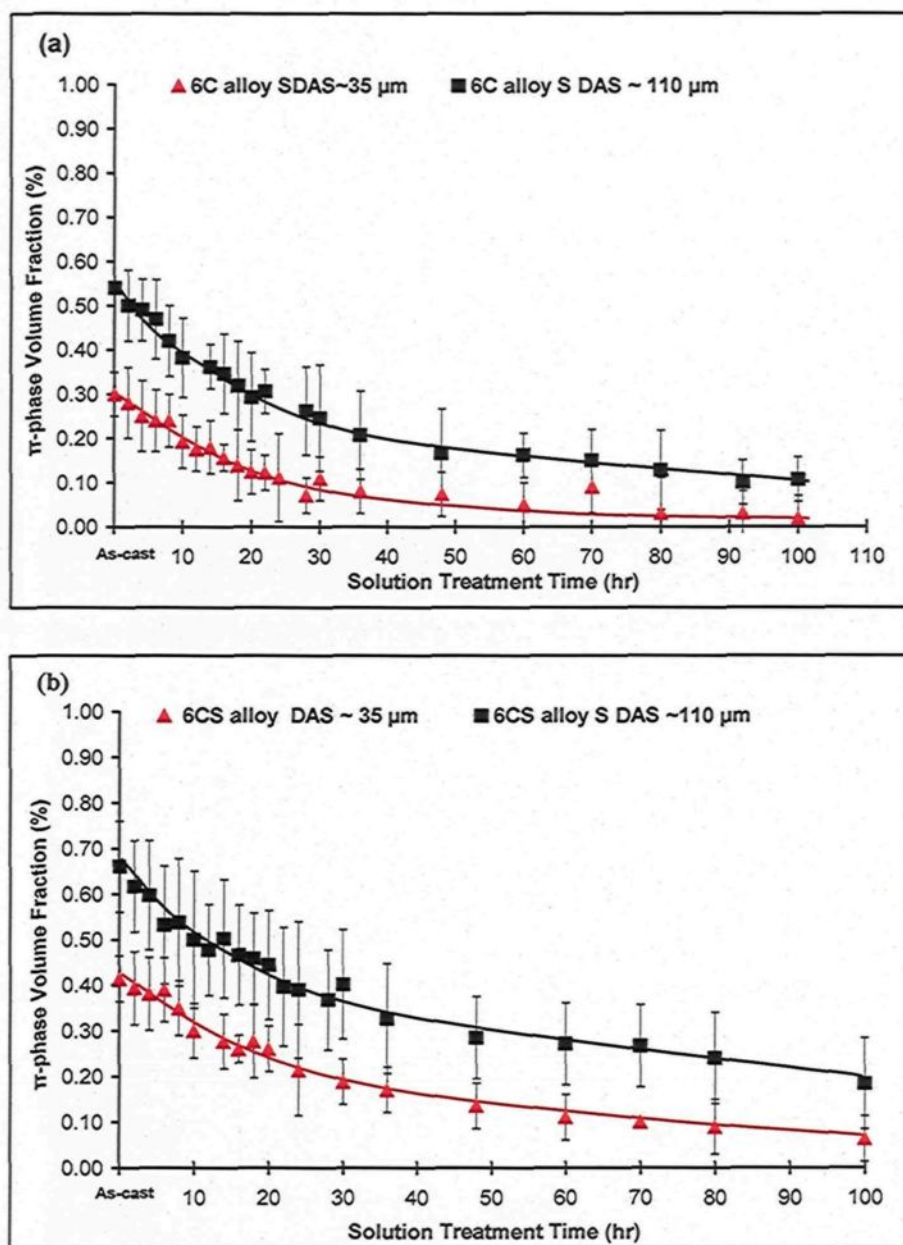 (a)
6C alloy SDAS~35 µm 6C alloy S DAS ~ 110 µm
π-phase Volume Fraction (%)
1.00
0.90
0.80
0.70
0.60
0.50
0.40
0.30
0.20
0.10
0.00
As-cast 10 20 30 40 50 60 70 80 90 100 110
Solution Treatment Time (hr)
(b)
6CS alloy DAS ~ 35 µm 6CS alloy S DAS ~110 µm
π-phase Volume Fraction (%)
1.00
0.90
0.80
0.70
0.60
0.50
0.40
0.30
0.20
0.10
0.00
As-cast 10 20 30 40 50 60 70 80 90 100
Solution Treatment Time (hr)